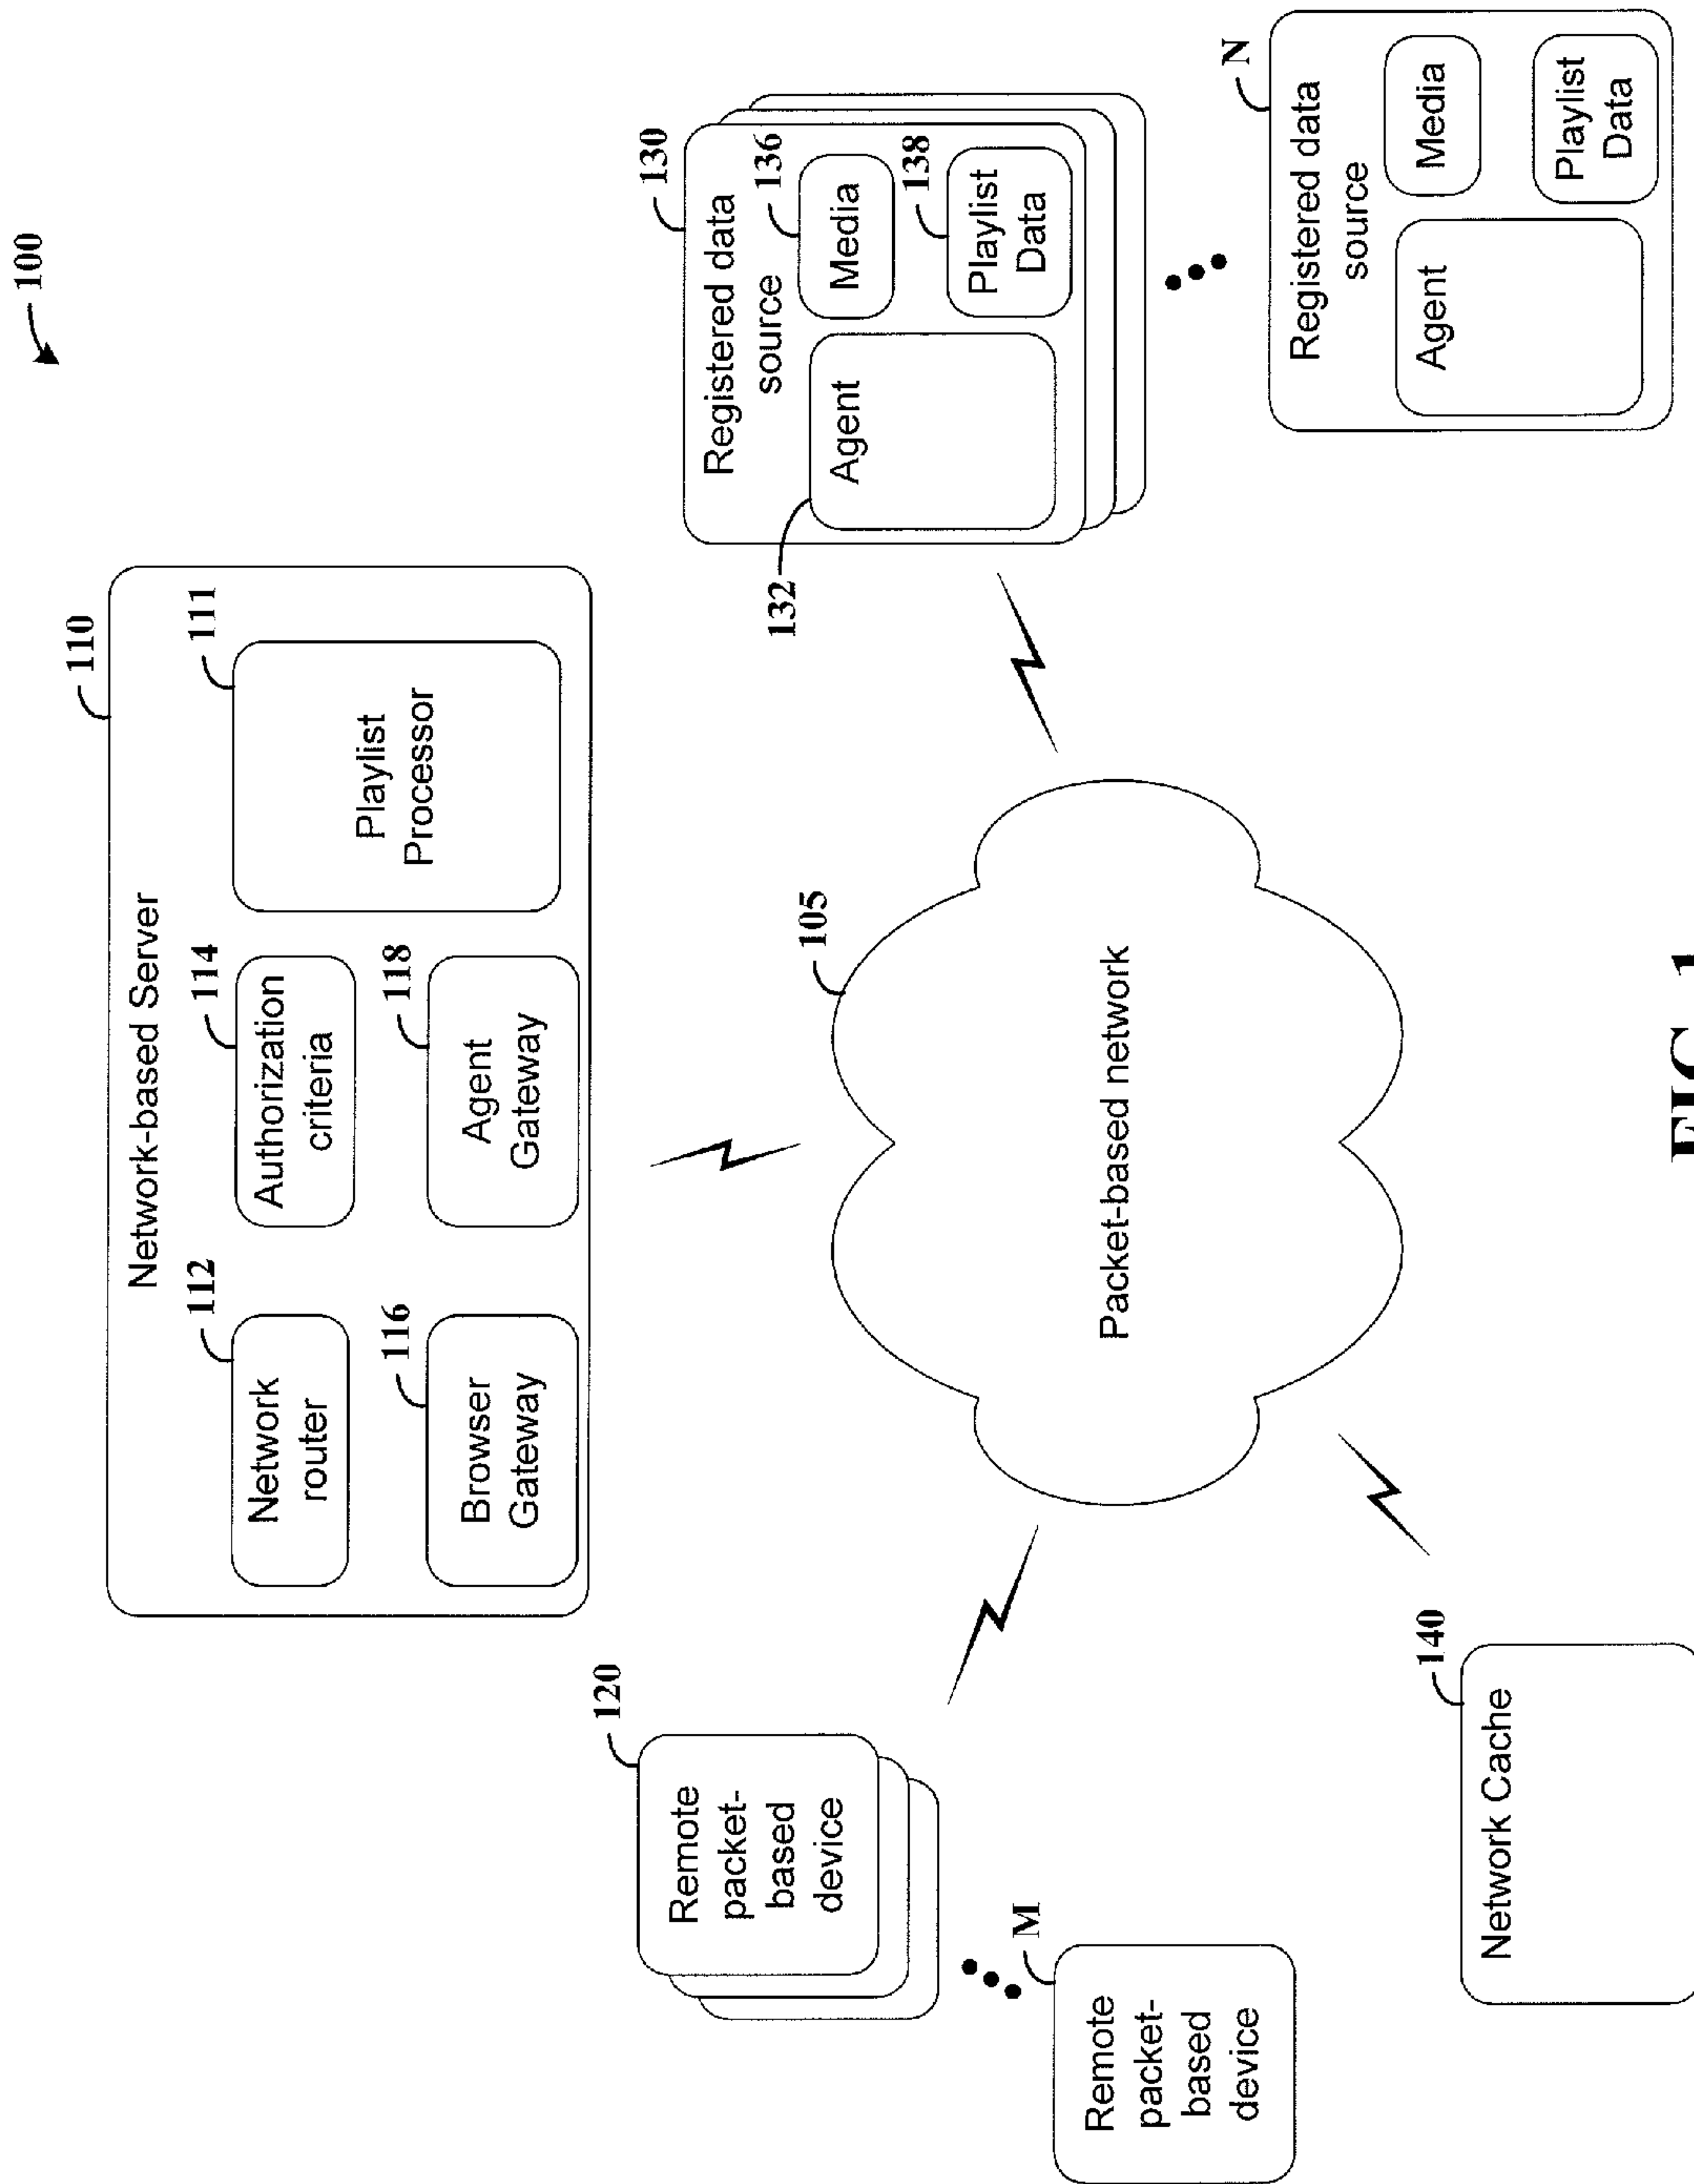 100
110
Network-based Server
112
Network
router
114
Authorization
criteria
111
Playlist
Processor
116
Browser
Gateway
118
Agent
Gateway
120
Remote
packet-
based
device
M
Remote
packet-
based
device
105
Packet-based network
130
Registered data
source
132
Agent
136
Media
138
Playlist
Data
N
Registered data
source
Agent
Media
Playlist
Data
140
Network Cache
FIG. 1